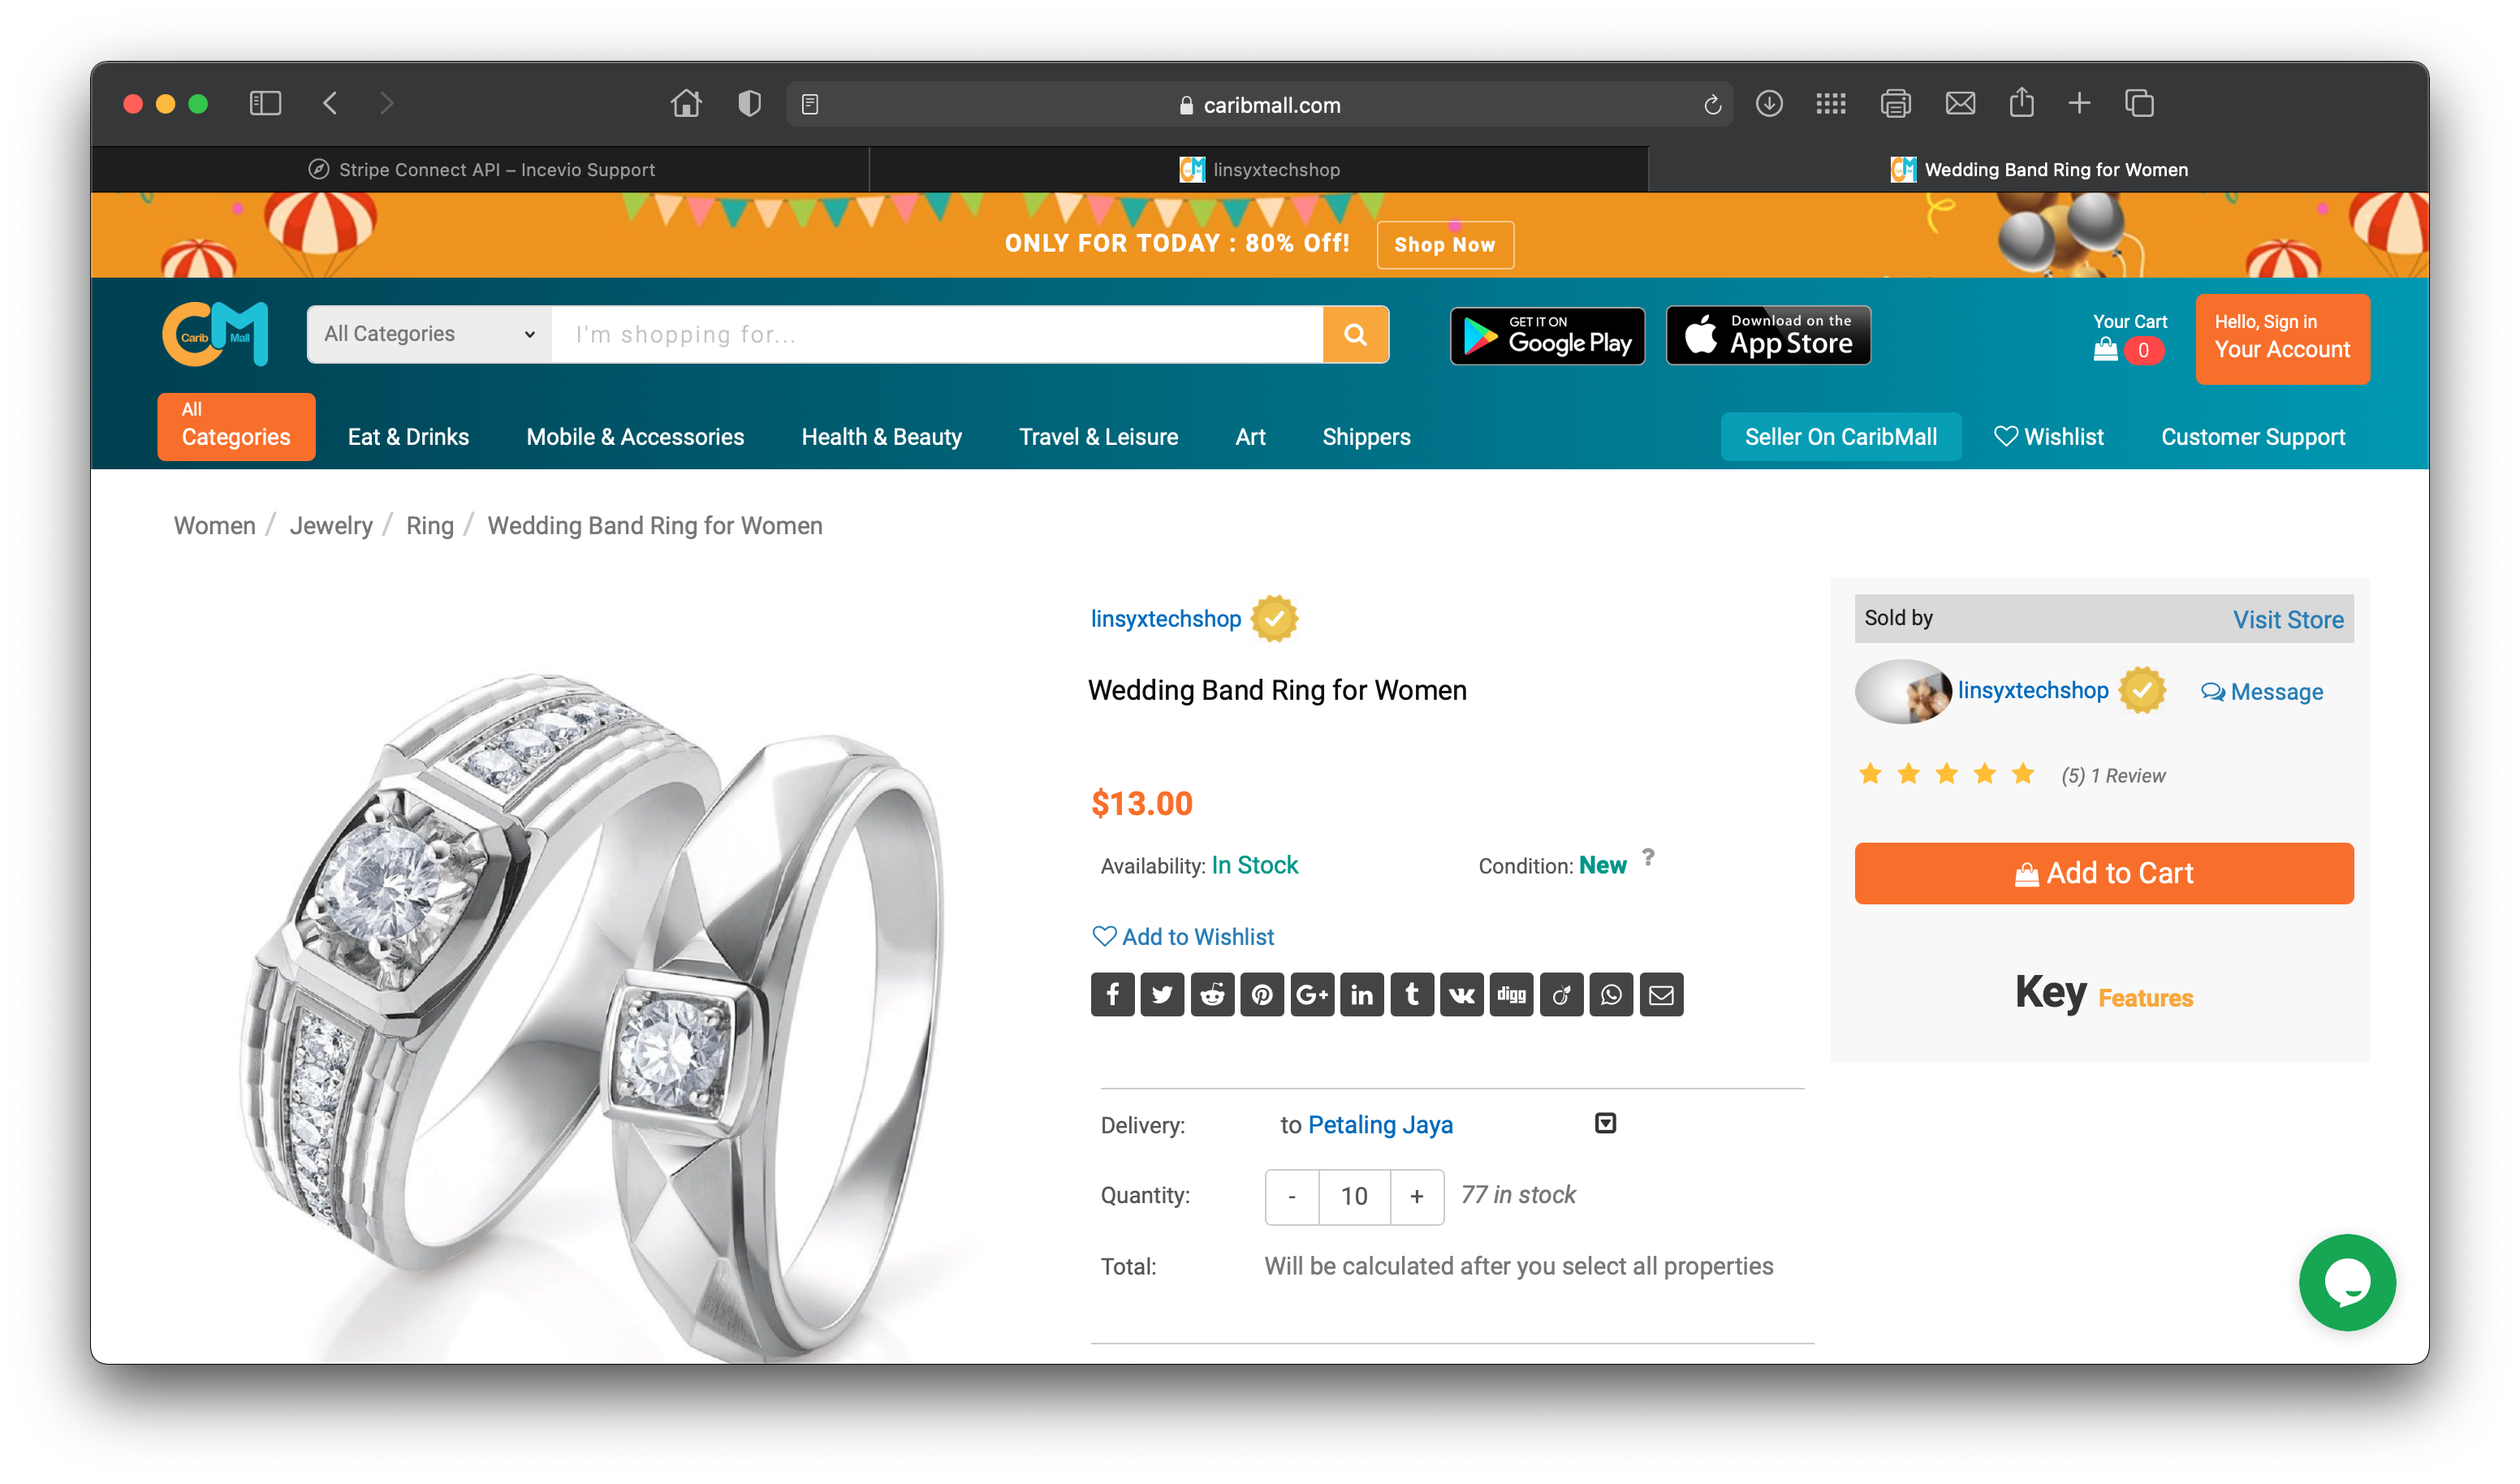 caribmall.com
Stripe Connect API – Incevio Support
linsyxtechshop
Wedding Band Ring for Women
ONLY FOR TODAY : 80% Off!
Shop Now
Carib Mall
All Categories
I'm shopping for...
GET IT ON
Google Play
Download on the
App Store
Your Cart
0
Hello, Sign in
Your Account
All
Categories
Eat & Drinks
Mobile & Accessories
Health & Beauty
Travel & Leisure
Art
Shippers
Seller On CaribMall
Wishlist
Customer Support
Women / Jewelry / Ring / Wedding Band Ring for Women
linsyxtechshop
Wedding Band Ring for Women
$13.00
Availability: In Stock
Condition: New ?
Add to Wishlist
digg
Delivery: to Petaling Jaya
Quantity: - 10 + 77 in stock
Total: Will be calculated after you select all properties
Sold by
Visit Store
linsyxtechshop
Message
(5) 1 Review
Add to Cart
Key Features